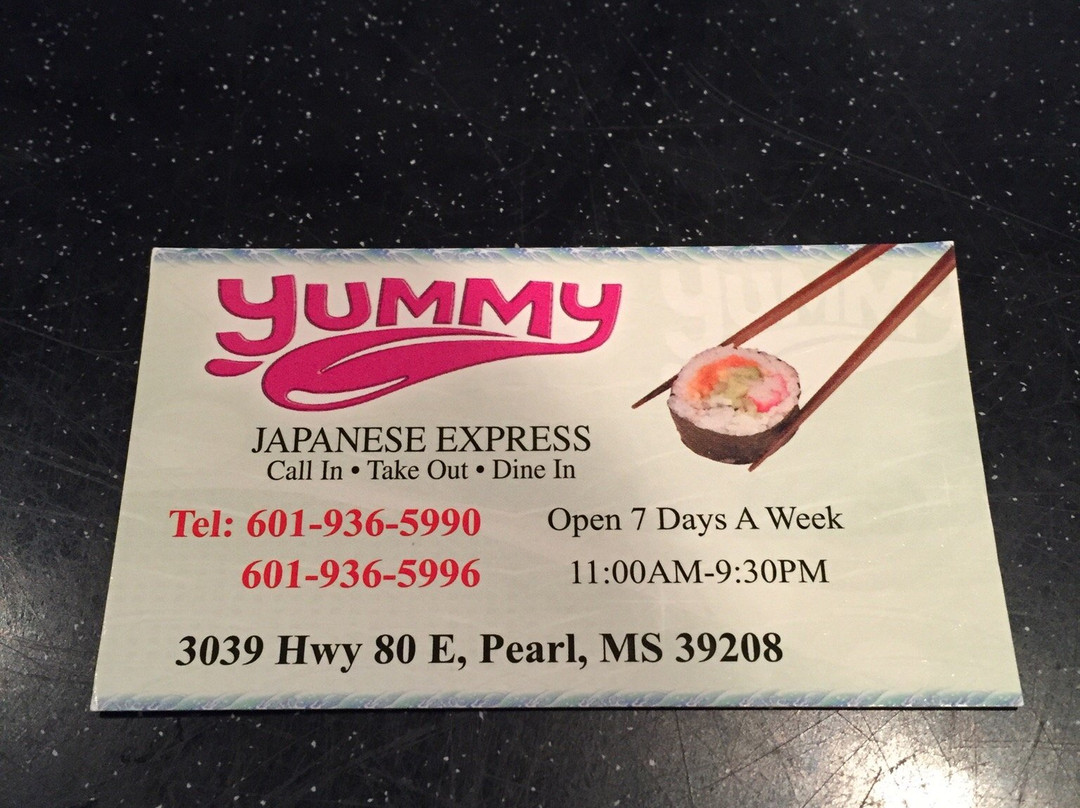 YUMMY
JAPANESE EXPRESS
Call In • Take Out • Dine In
Tel: 601-936-5990
601-936-5996
Open 7 Days A Week
11:00AM-9:30PM
3039 Hwy 80 E, Pearl, MS 39208
YUMMY